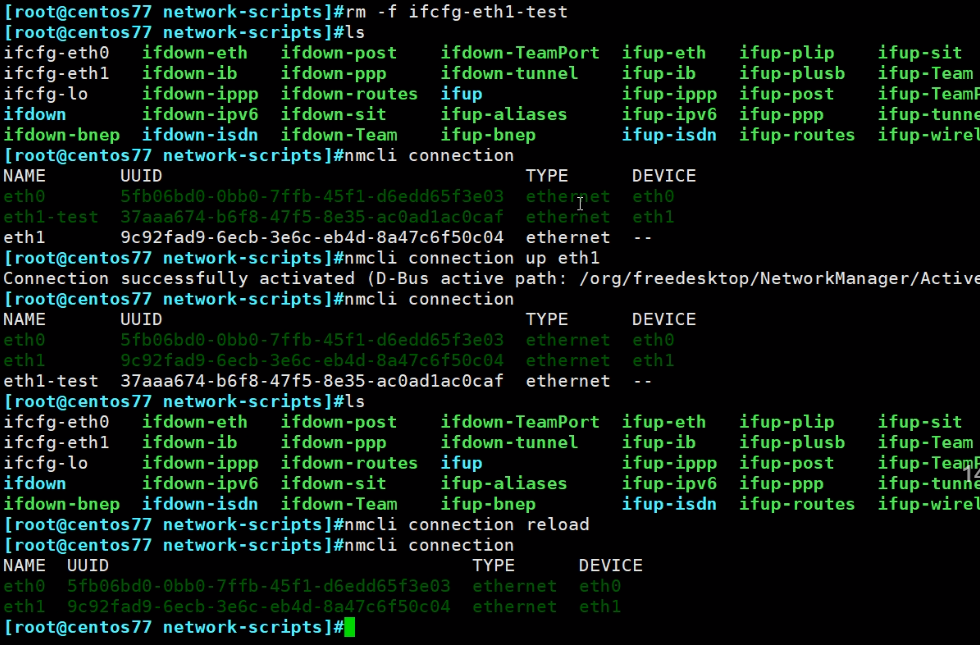 [root@centos77 network-scripts]#rm -f ifcfg-eth1-test
[root@centos77 network-scripts]#ls
ifcfg-eth0   ifdown-eth   ifdown-post    ifdown-TeamPort  ifup-eth   ifup-plip    ifup-sit
ifcfg-eth1   ifdown-ib    ifdown-ppp     ifdown-tunnel    ifup-ib    ifup-plusb   ifup-Team
ifcfg-lo     ifdown-ippp  ifdown-routes  ifup             ifup-ippp  ifup-post    ifup-TeamP
ifdown       ifdown-ipv6  ifdown-sit     ifup-aliases     ifup-ipv6  ifup-ppp     ifup-tunne
ifdown-bnep  ifdown-isdn  ifdown-Team    ifup-bnep        ifup-isdn  ifup-routes  ifup-wirel
[root@centos77 network-scripts]#nmcli connection
NAME       UUID                                  TYPE      DEVICE
eth0       5fb06bd0-0bb0-7ffb-45f1-d6edd65f3e03  ethernet  eth0
eth1-test  37aaa674-b6f8-47f5-8e35-ac0ad1ac0caf  ethernet  eth1
eth1       9c92fad9-6ecb-3e6c-eb4d-8a47c6f50c04  ethernet  --
[root@centos77 network-scripts]#nmcli connection up eth1
Connection successfully activated (D-Bus active path: /org/freedesktop/NetworkManager/Active
[root@centos77 network-scripts]#nmcli connection
NAME       UUID                                  TYPE      DEVICE
eth0       5fb06bd0-0bb0-7ffb-45f1-d6edd65f3e03  ethernet  eth0
eth1       9c92fad9-6ecb-3e6c-eb4d-8a47c6f50c04  ethernet  eth1
eth1-test  37aaa674-b6f8-47f5-8e35-ac0ad1ac0caf  ethernet  --
[root@centos77 network-scripts]#ls
ifcfg-eth0   ifdown-eth   ifdown-post    ifdown-TeamPort  ifup-eth   ifup-plip    ifup-sit
ifcfg-eth1   ifdown-ib    ifdown-ppp     ifdown-tunnel    ifup-ib    ifup-plusb   ifup-Team
ifcfg-lo     ifdown-ippp  ifdown-routes  ifup             ifup-ippp  ifup-post    ifup-TeamP
ifdown       ifdown-ipv6  ifdown-sit     ifup-aliases     ifup-ipv6  ifup-ppp     ifup-tunne
ifdown-bnep  ifdown-isdn  ifdown-Team    ifup-bnep        ifup-isdn  ifup-routes  ifup-wirel
[root@centos77 network-scripts]#nmcli connection reload
[root@centos77 network-scripts]#nmcli connection
NAME  UUID                                  TYPE      DEVICE
eth0  5fb06bd0-0bb0-7ffb-45f1-d6edd65f3e03  ethernet  eth0
eth1  9c92fad9-6ecb-3e6c-eb4d-8a47c6f50c04  ethernet  eth1
[root@centos77 network-scripts]#